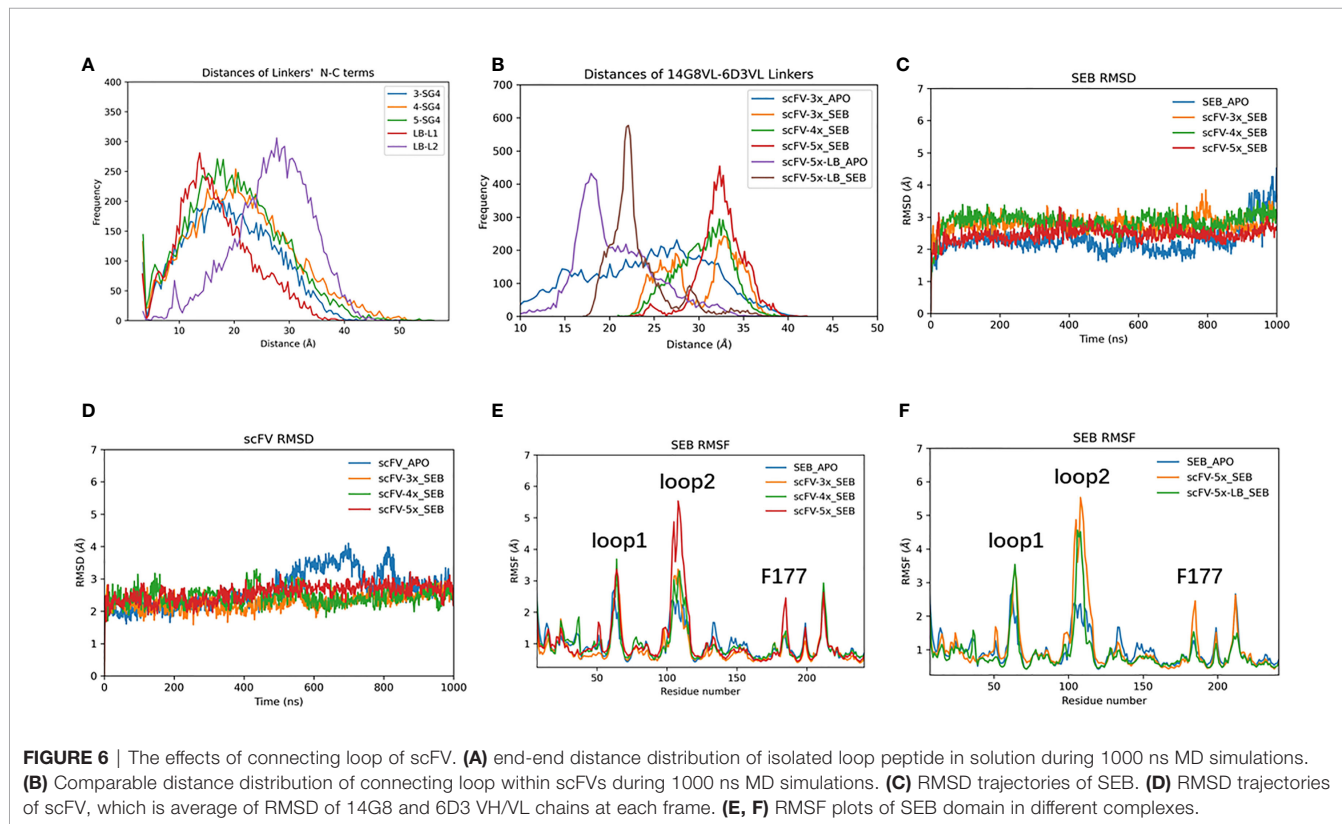 A
Distances of Linkers' N-C terms
400
350
300
250
200
150
100
50
0
Frequency
10 20 30 40 50
Distance (Å)
3-SG4
4-SG4
5-SG4
LB-L1
LB-L2
B
Distances of 14G8VL-6D3VL Linkers
700
600
500
400
300
200
100
0
Frequency
10 15 20 25 30 35 40 45 50
Distance (Å)
scFV-3x_APO
scFV-3x_SEB
scFV-4x_SEB
scFV-5x_SEB
scFV-5x-LB_APO
scFV-5x-LB_SEB
C
SEB RMSD
7
6
5
4
3
2
1
0
RMSD (Å)
0 200 400 600 800 1000
Time (ns)
SEB_APO
scFV-3x_SEB
scFV-4x_SEB
scFV-5x_SEB
D
scFV RMSD
7
6
5
4
3
2
1
0
RMSD (Å)
0 200 400 600 800 1000
Time (ns)
scFV_APO
scFV-3x_SEB
scFV-4x_SEB
scFV-5x_SEB
E
SEB RMSF
7
6
5
4
3
2
1
RMSF (Å)
50 100 150 200
Residue number
SEB_APO
scFV-3x_SEB
scFV-4x_SEB
scFV-5x_SEB
loop1
loop2
F177
F
SEB RMSF
7
6
5
4
3
2
1
RMSF (Å)
50 100 150 200
Residue number
SEB_APO
scFV-5x_SEB
scFV-5x-LB_SEB
loop1
loop2
F177
FIGURE 6 | The effects of connecting loop of scFV. (A) end-end distance distribution of isolated loop peptide in solution during 1000 ns MD simulations.
(B) Comparable distance distribution of connecting loop within scFVs during 1000 ns MD simulations. (C) RMSD trajectories of SEB. (D) RMSD trajectories
of scFV, which is average of RMSD of 14G8 and 6D3 VH/VL chains at each frame. (E, F) RMSF plots of SEB domain in different complexes.